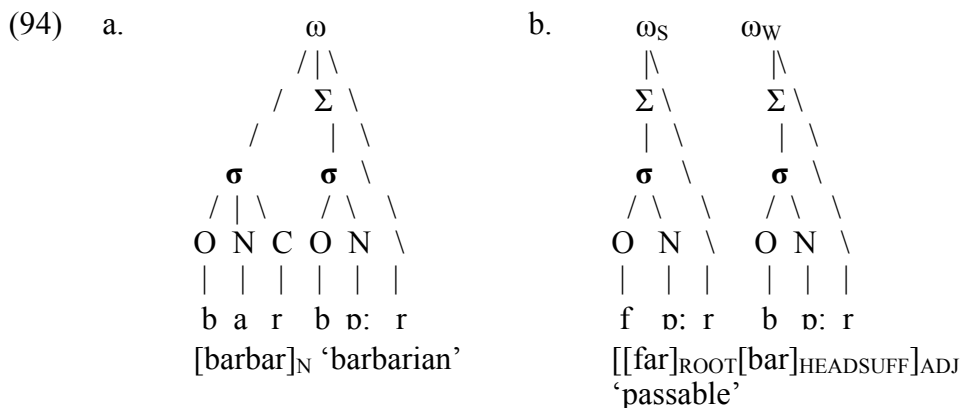 (94) a. ω b. ωS ωW
Σ Σ Σ
σ σ σ σ
O N C O N O N O N
b a r b ɒ: r f ɒ: r b ɒ: r
[barbar]N ‘barbarian’ [[far]ROOT[bar]HEADSUFF]ADJ
‘passable’